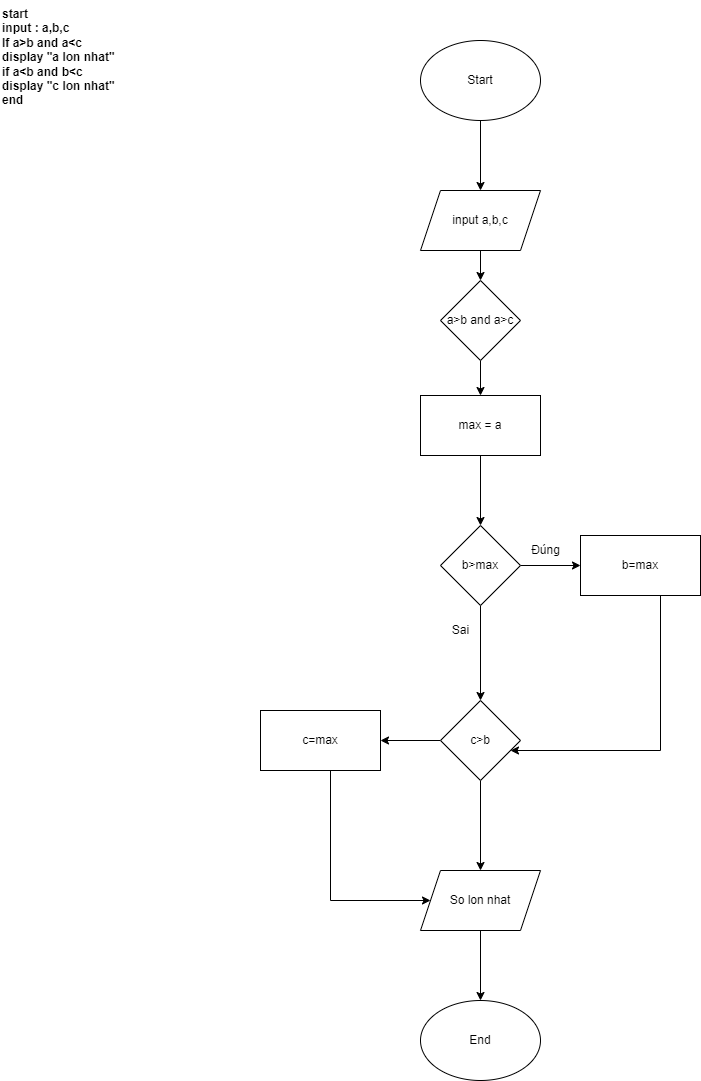 start
input : a,b,c
If a>b and a<c
display "a lon nhat"
if a<b and b<c
display "c lon nhat"
end
Start
input a,b,c
a>b and a>c
max = a
b>max
Đúng
b=max
Sai
c>b
c=max
So lon nhat
End